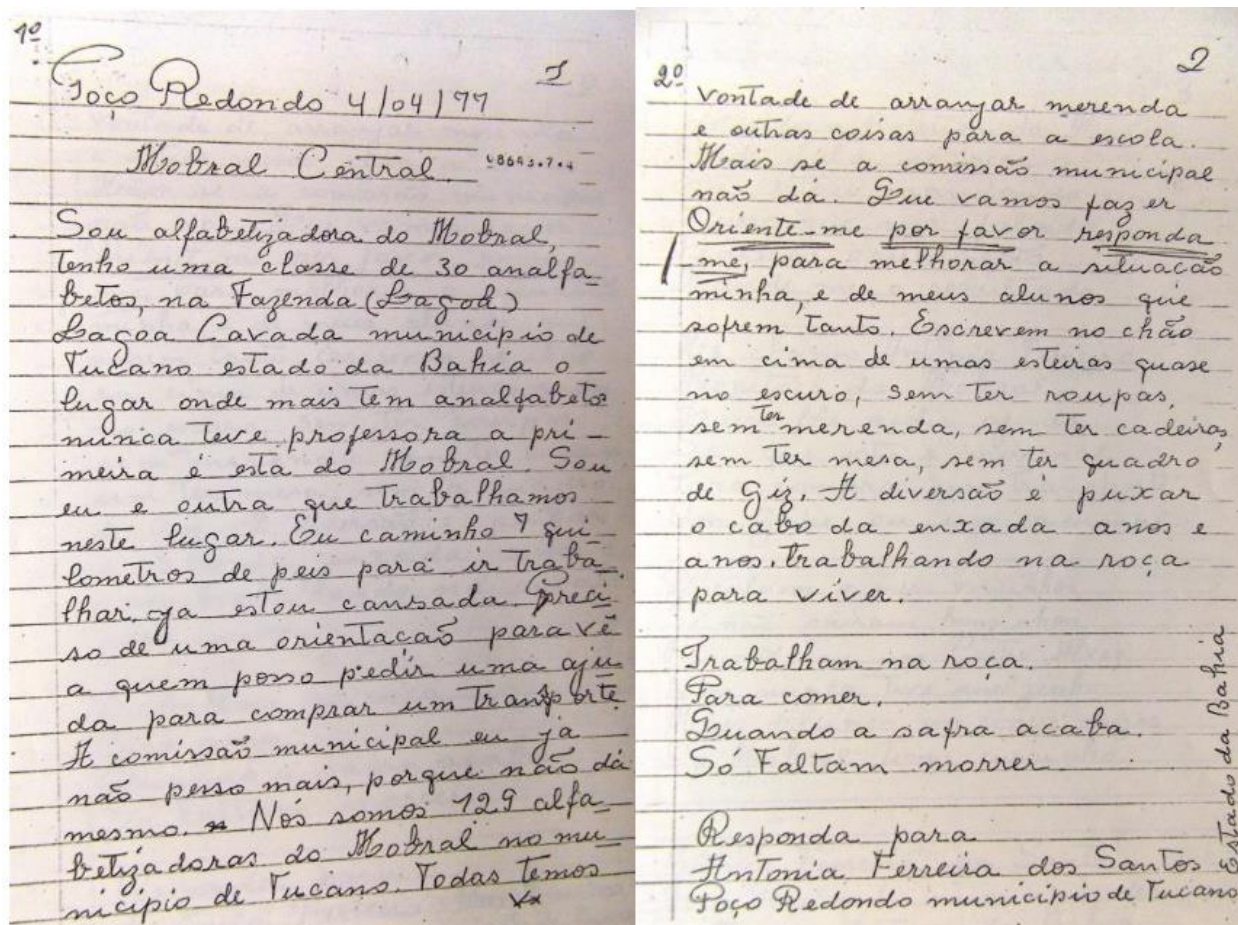 1º
1
Poço Redondo 4/04/77
Mobral Central.
Sou alfabetizadora do Mobral,
Tenho uma classe de 30 analfa-
betos, na Fazenda (Lagoa)
Lagoa Cavada município de
Tucano estado da Bahia o
lugar onde mais tem analfabetos
nunca teve professora a pri-
meira é esta do Mobral. Sou
eu e outra que trabalhamos
neste lugar. Eu caminho 7 qui-
lometros de peis para ir traba-
lhar. ja estou cansada. Preci-
so de uma orientacaõ para vê
a quem posso pedir uma aju-
da para comprar um transporte
A comissaõ municipal eu já
naõ pesso mais, porque não dá
mesmo. Nós somos 129 alfa-
betizadoras do Mobral no mu-
nicipio de Tucano. Todas temos
2º
2
vontade de arranjar merenda
e outras coisas para a escola.
Mais se a comissão municipal
não dá. Que vamos fazer
Oriente-me por favor responda
me, para melhorar a situação
minha, e de meus alunos que
sofrem tanto. Escrevem no chão
em cima de umas esteiras quase
no escuro, sem ter roupas,
sem ter merenda, sem ter cadeiras,
sem ter mesa, sem ter quadro
de Giz. A diversão é puxar
o cabo da enxada anos e
anos. trabalhando na roça
para viver.
Trabalham na roça.
Para comer.
Quando a safra acaba.
Só Faltam morrer
Responda para
Antonia Ferreira dos Santos
Poço Redondo município de Tucano
Estado da Bahia